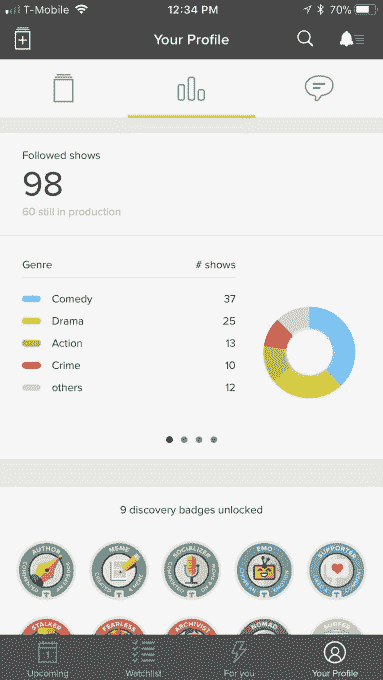 T-Mobile 12:34 PM 70%
Your Profile
Followed shows
98
60 still in production
Genre # shows
Comedy 37
Drama 25
Action 13
Crime 10
others 12
9 discovery badges unlocked
AUTHOR MEME SOCIALIZER EMO SUPPORTER
COMMENTED
STALKER FEARLESS ARCHIVIST NOMAD SURFER
1
Upcoming Watchlist For you Your Profile